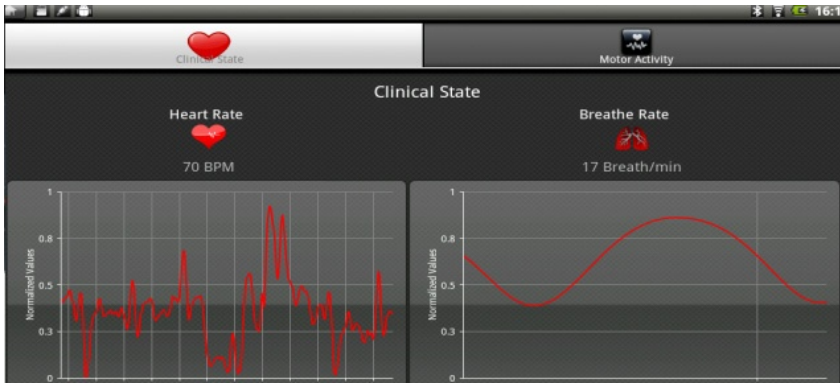 16:1
Clinical State
Motor Activity
Clinical State
Heart Rate
Breathe Rate
70 BPM
17 Breath/min
1
0.8
0.5
0.3
0
Normalized Values
1
0.8
0.5
0.3
0
Normalized Values